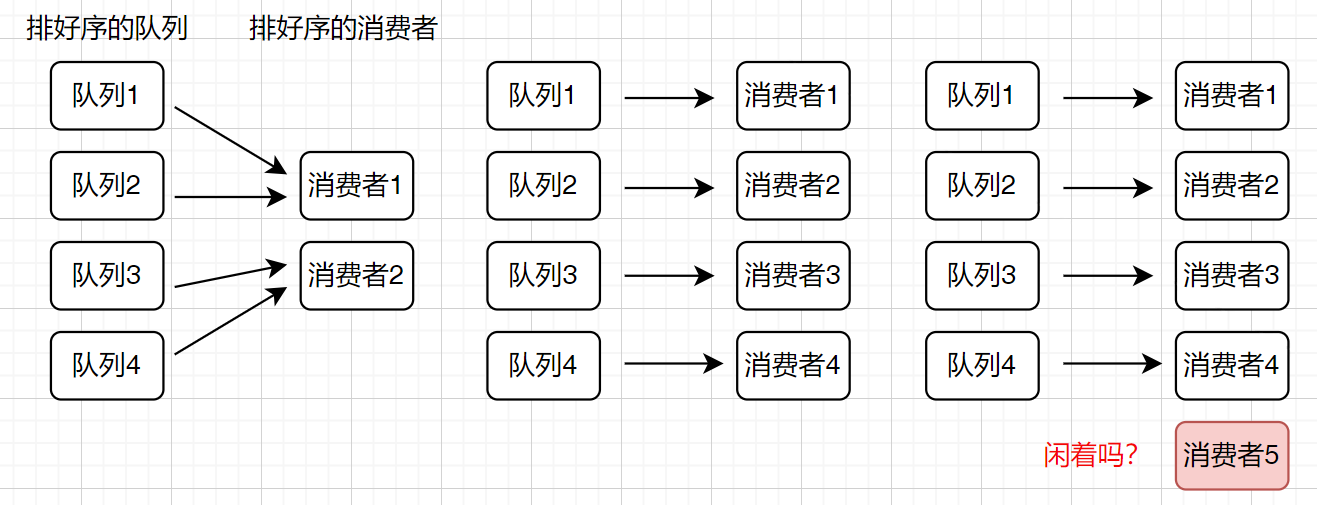 排好序的队列
排好序的消费者
队列1
队列2
队列3
队列4
消费者1
消费者2
队列1
队列2
队列3
队列4
消费者1
消费者2
消费者3
消费者4
队列1
队列2
队列3
队列4
消费者1
消费者2
消费者3
消费者4
闲着吗？
消费者5